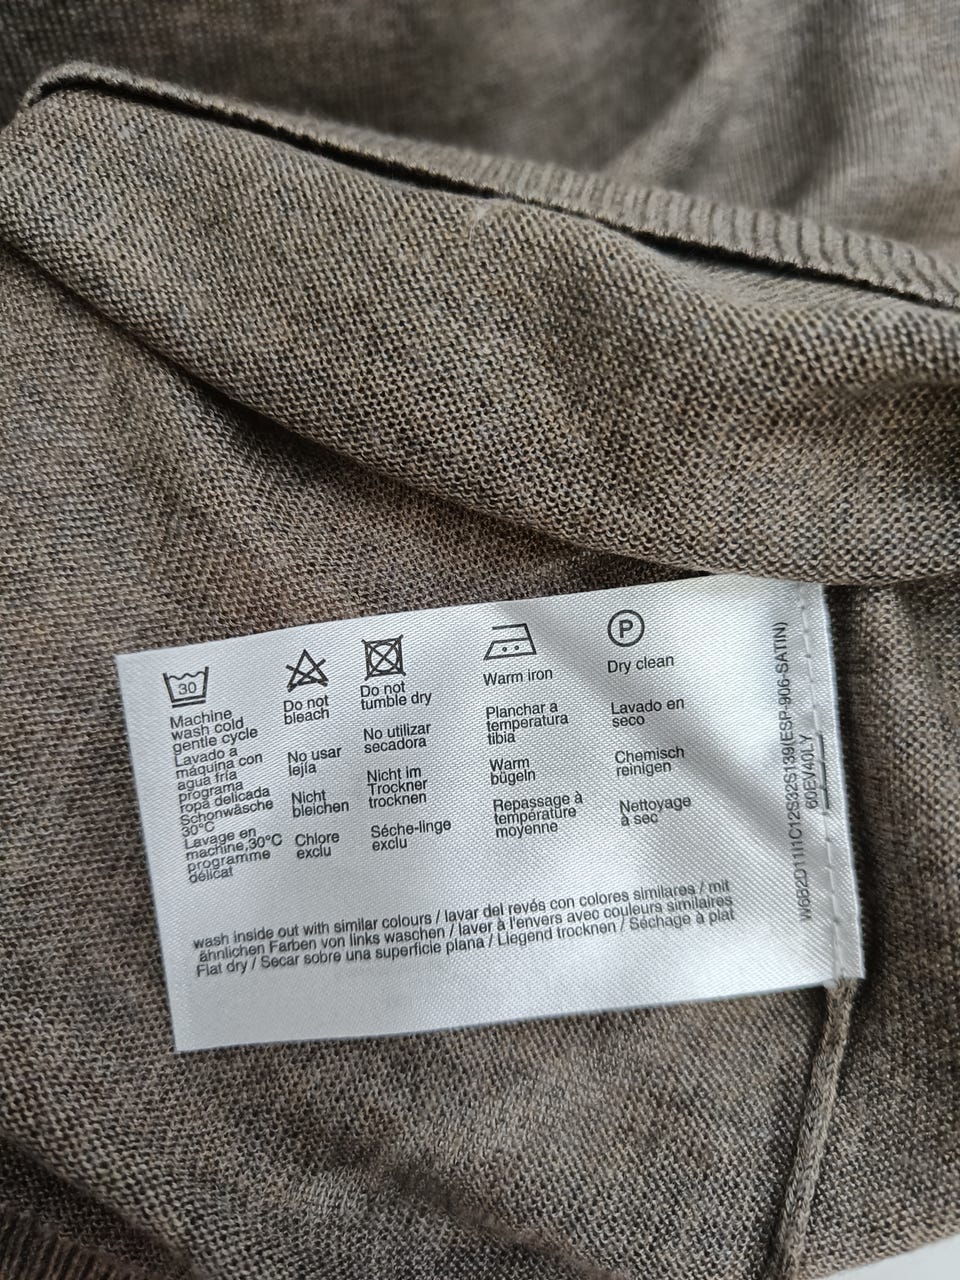 30
Machine
wash cold
gentle cycle
Lavado a
máquina con
agua fría
programa
ropa delicada
Schonwäsche
30°C
Lavage en
machine,30°C
programme
délicat
Do not
bleach
No usar
lejía
Nicht
bleichen
Chlore
exclu
Do not
tumble dry
No utilizar
secadora
Nicht im
Trockner
trocknen
Séche-linge
exclu
Warm iron
Planchar a
temperatura
tibia
Warm
bügeln
Repassage à
température
moyenne
P
Dry clean
Lavado en
seco
Chemisch
reinigen
Nettoyage
à sec
wash inside out with similar colours / lavar del revés con colores similares / mit
ähnlichen Farben von links waschen / laver à l'envers avec couleurs similaires
Flat dry / Secar sobre una superficie plana / Liegend trocknen / Séchage à plat
W6B2D11I1C12S32S139(ESP-906-SATIN)
60EV40LY